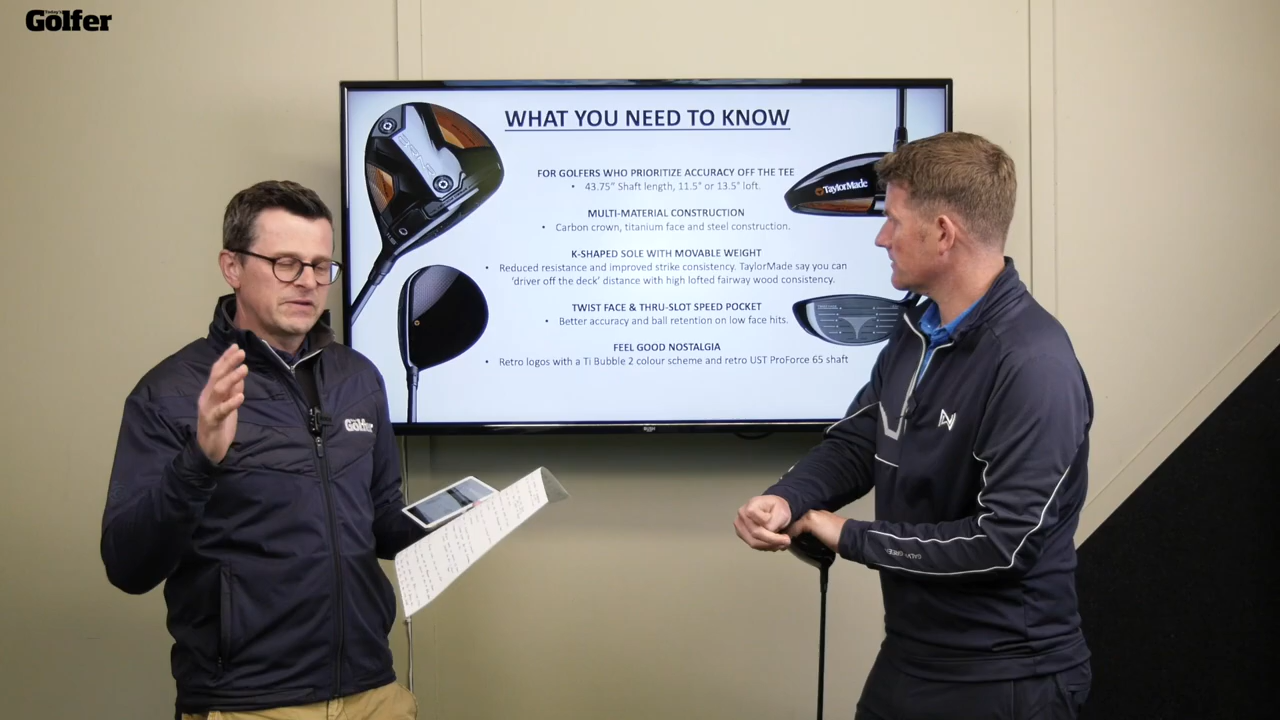 Today's
Golfer
WHAT YOU NEED TO KNOW
FOR GOLFERS WHO PRIORITIZE ACCURACY OFF THE TEE
• 43.75" Shaft length, 11.5° or 13.5° loft.
MULTI-MATERIAL CONSTRUCTION
• Carbon crown, titanium face and steel construction.
K-SHAPED SOLE WITH MOVABLE WEIGHT
• Reduced resistance and improved strike consistency. TaylorMade say you can
'driver off the deck' distance with high lofted fairway wood consistency.
TWIST FACE & THRU-SLOT SPEED POCKET
• Better accuracy and ball retention on low face hits.
FEEL GOOD NOSTALGIA
• Retro logos with a Ti Bubble 2 colour scheme and retro UST ProForce 65 shaft
TaylorMade
Golfer
GALVIN GREEN